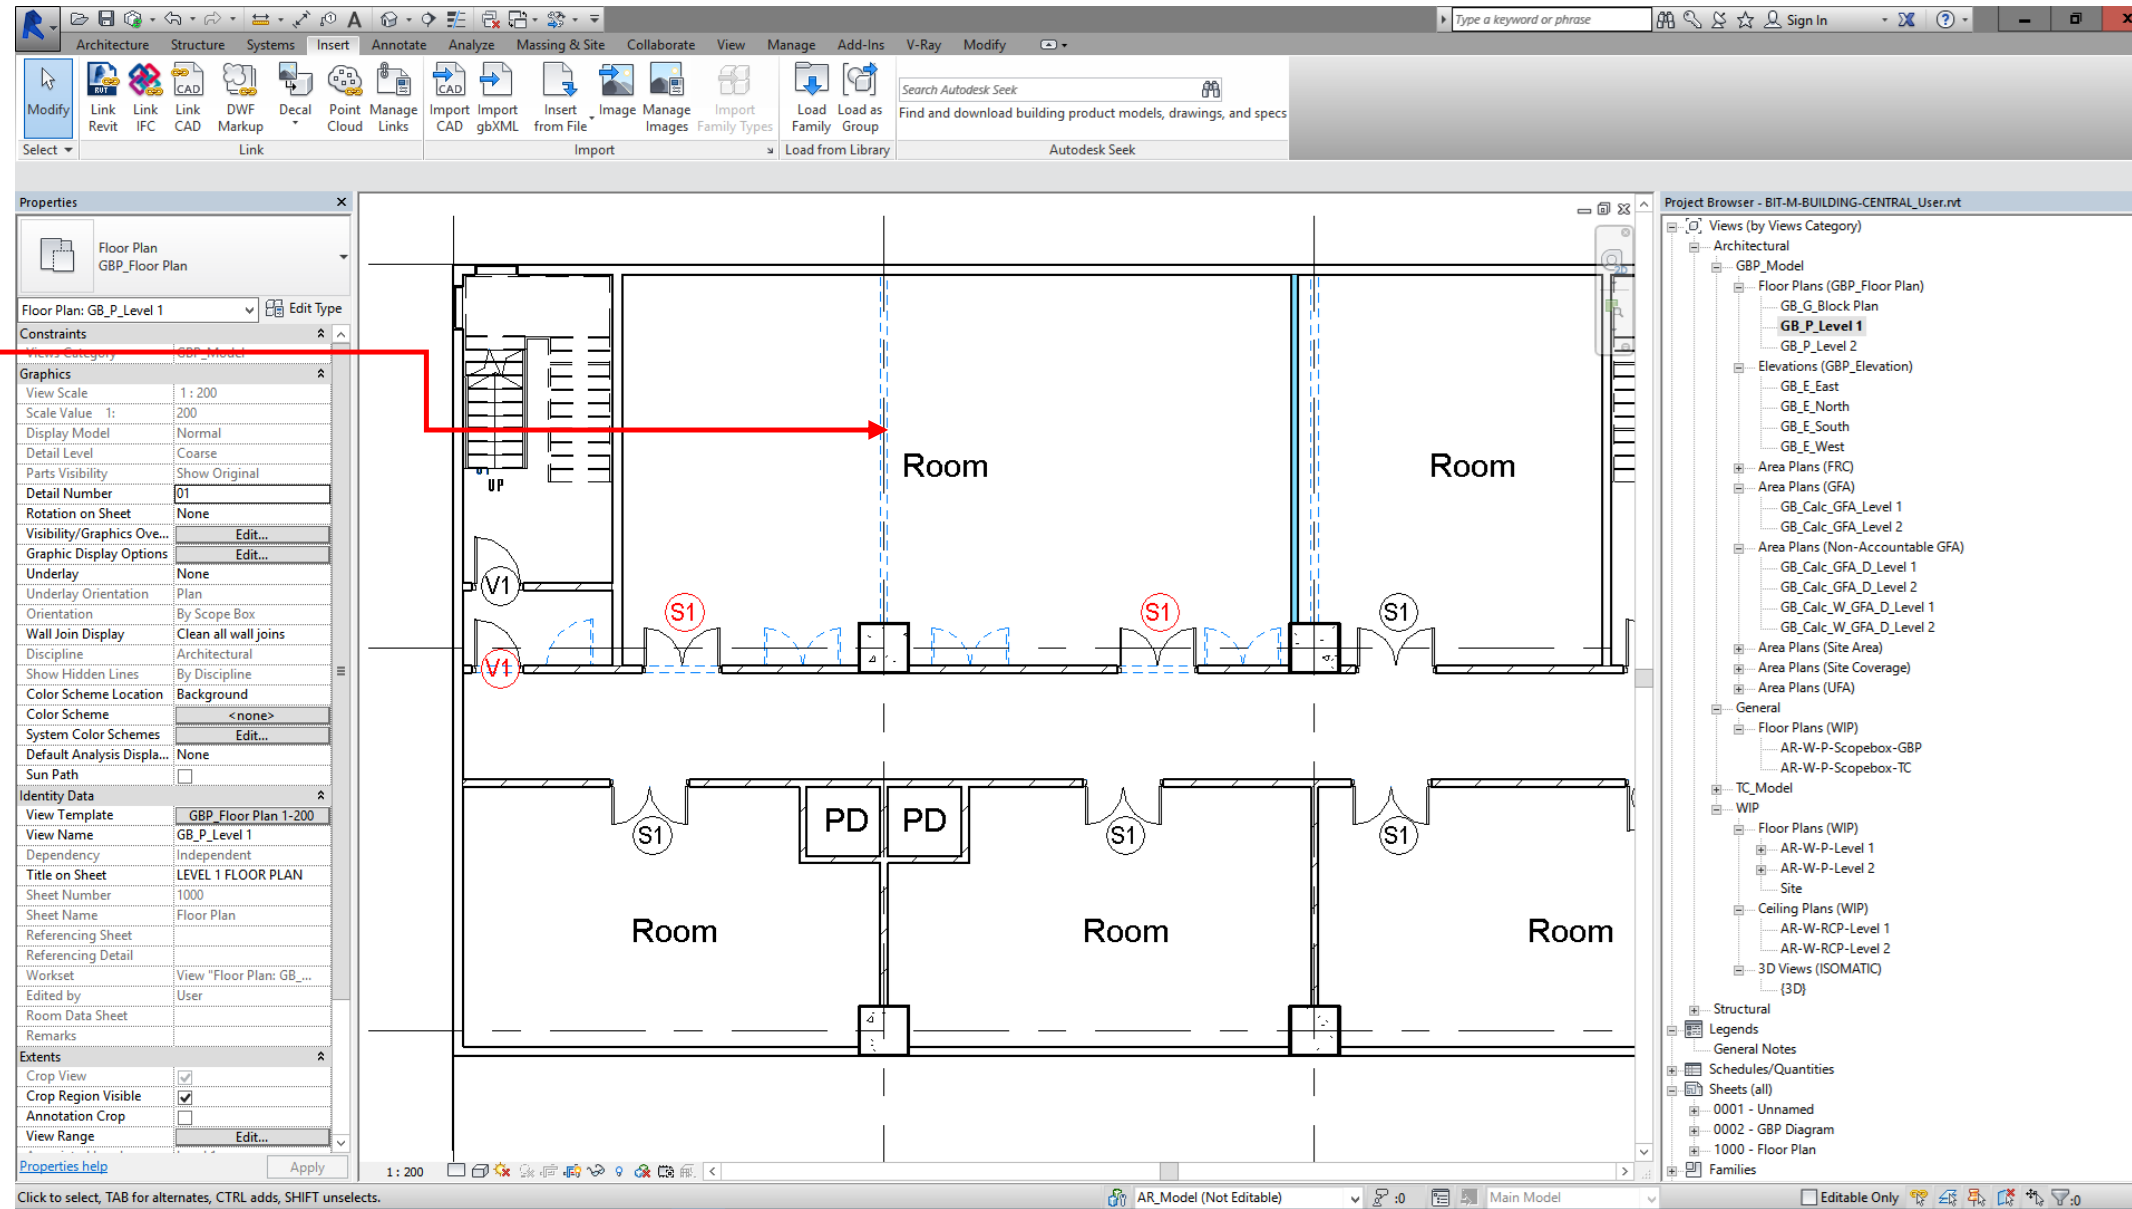 Type a keyword or phrase
Sign In
Architecture Structure Systems Insert Annotate Analyze Massing & Site Collaborate View Manage Add-Ins V-Ray Modify
Modify
Link Revit
Link IFC
Link CAD
DWF Markup
Decal
Point Cloud
Manage Links
Import CAD
Import gbXML
Insert from File
Image
Manage Images
Import Family Types
Load Family
Load as Group
Search Autodesk Seek
Find and download building product models, drawings, and specs
Select
Link
Import
Load from Library
Autodesk Seek
Properties
Floor Plan
GBP_Floor Plan
Floor Plan: GB_P_Level 1
Edit Type
Constraints
Views Category GBP_Model
Graphics
View Scale 1 : 200
Scale Value 1: 200
Display Model Normal
Detail Level Coarse
Parts Visibility Show Original
Detail Number 01
Rotation on Sheet None
Visibility/Graphics Ove... Edit...
Graphic Display Options Edit...
Underlay None
Underlay Orientation Plan
Orientation By Scope Box
Wall Join Display Clean all wall joins
Discipline Architectural
Show Hidden Lines By Discipline
Color Scheme Location Background
Color Scheme <none>
System Color Schemes Edit...
Default Analysis Displa... None
Sun Path
Identity Data
View Template GBP_Floor Plan 1-200
View Name GB_P_Level 1
Dependency Independent
Title on Sheet LEVEL 1 FLOOR PLAN
Sheet Number 1000
Sheet Name Floor Plan
Referencing Sheet
Referencing Detail
Workset View "Floor Plan: GB_...
Edited by User
Room Data Sheet
Remarks
Extents
Crop View
Crop Region Visible
Annotation Crop
View Range Edit...
Properties help
Apply
2D
Room
Room
UP
V1
S1
S1
S1
V1
S1
PD
PD
S1
S1
Room
Room
Room
1 : 200
Project Browser - BIT-M-BUILDING-CENTRAL_User.rvt
Views (by Views Category)
Architectural
GBP_Model
Floor Plans (GBP_Floor Plan)
GB_G_Block Plan
GB_P_Level 1
GB_P_Level 2
Elevations (GBP_Elevation)
GB_E_East
GB_E_North
GB_E_South
GB_E_West
Area Plans (FRC)
Area Plans (GFA)
GB_Calc_GFA_Level 1
GB_Calc_GFA_Level 2
Area Plans (Non-Accountable GFA)
GB_Calc_GFA_D_Level 1
GB_Calc_GFA_D_Level 2
GB_Calc_W_GFA_D_Level 1
GB_Calc_W_GFA_D_Level 2
Area Plans (Site Area)
Area Plans (Site Coverage)
Area Plans (UFA)
General
Floor Plans (WIP)
AR-W-P-Scopebox-GBP
AR-W-P-Scopebox-TC
TC_Model
WIP
Floor Plans (WIP)
AR-W-P-Level 1
AR-W-P-Level 2
Site
Ceiling Plans (WIP)
AR-W-RCP-Level 1
AR-W-RCP-Level 2
3D Views (ISOMATIC)
{3D}
Structural
Legends
General Notes
Schedules/Quantities
Sheets (all)
0001 - Unnamed
0002 - GBP Diagram
1000 - Floor Plan
Families
Click to select, TAB for alternates, CTRL adds, SHIFT unselects.
AR_Model (Not Editable)
:0
Main Model
Editable Only
:0